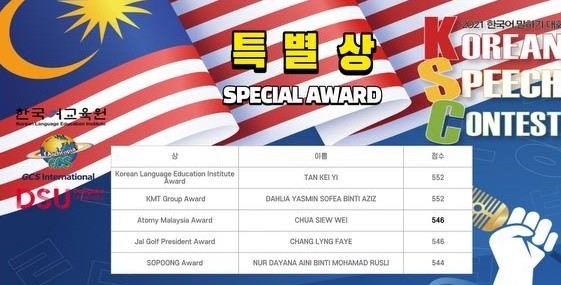 2021 한국어 말하기 대회
KOREAN
SPEECH
CONTEST
특별상
SPECIAL AWARD
한국어교육원
Korean Language Education Institute
GCS
GCS International
DSU
상 이름 점수
Korean Language Education Institute Award TAN KEI YI 552
KMT Group Award DAHLIA YASMIN SOFEA BINTI AZIZ 552
Atomy Malaysia Award CHUA SIEW WEI 546
Jal Golf President Award CHANG LYNG FAYE 546
SOPOONG Award NUR DAYANA AINI BINTI MOHAMAD RUSLI 544